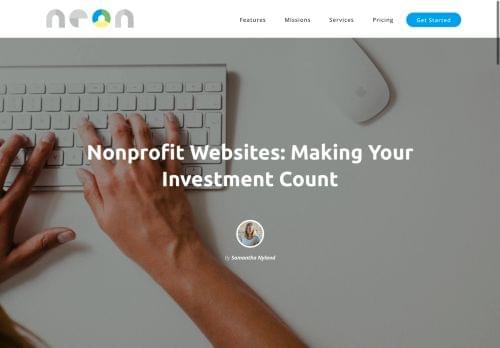 neon
Features Missions Services Pricing Get Started
Nonprofit Websites: Making Your
Investment Count
By Samantha Nyland